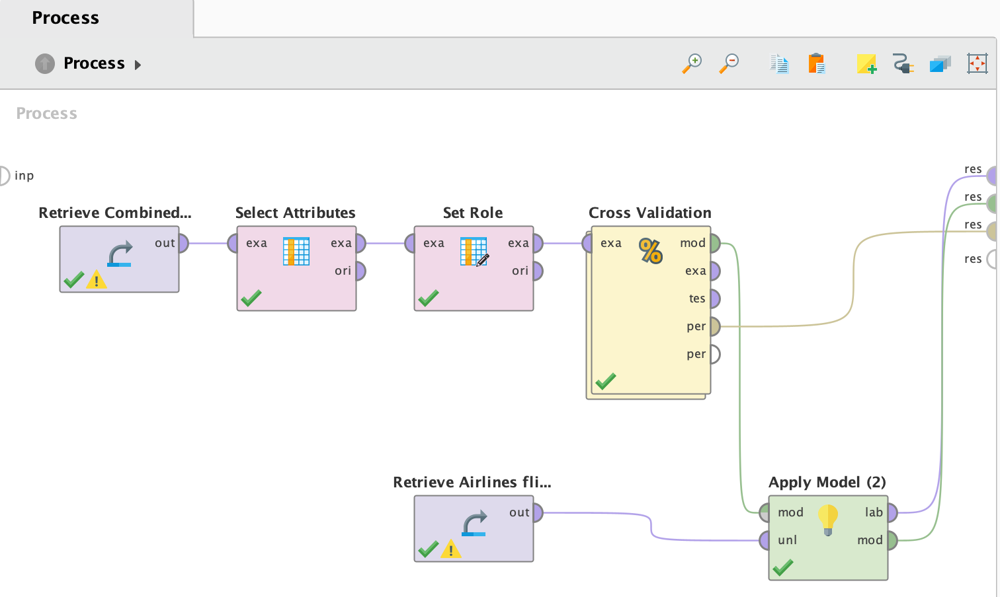 Process
Process
Process
inp
res
res
res
res
Retrieve Combined...
out
Select Attributes
exa exa
ori
Set Role
exa exa
ori
Cross Validation
exa mod
exa
tes
per
per
Retrieve Airlines fli...
out
Apply Model (2)
mod lab
unl mod